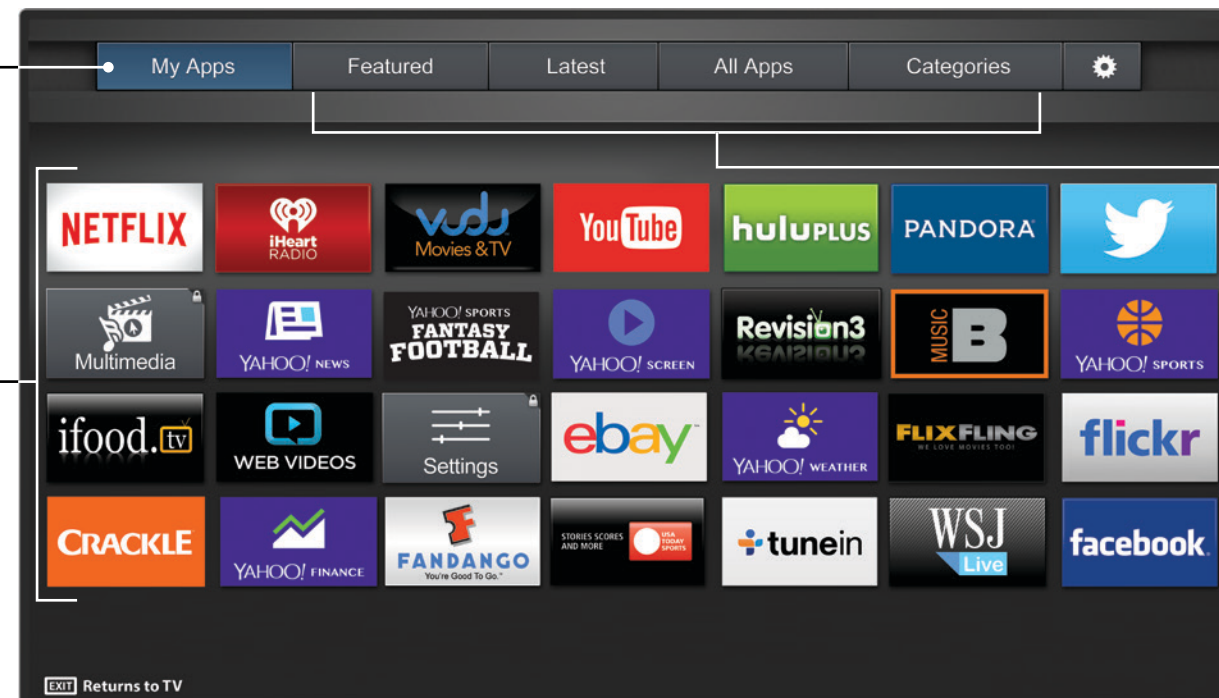 My Apps Featured Latest All Apps Categories
NETFLIX
iHeart
RADIO
vudu
Movies & TV
YouTube
huluPLUS
PANDORA
Multimedia
YAHOO! NEWS
YAHOO! SPORTS
FANTASY
FOOTBALL
YAHOO! SCREEN
Revision3
MUSIC
B
YAHOO! SPORTS
ifood.tv
WEB VIDEOS
Settings
ebay
YAHOO! WEATHER
FLIXFLING
WE LOVE MOVIES TOO!
flickr
CRACKLE
YAHOO! FINANCE
F
FANDANGO
You're Good To Go.™
STORIES SCORES
AND MORE
USA
TODAY
SPORTS
tunein
WSJ
Live
facebook
EXIT Returns to TV